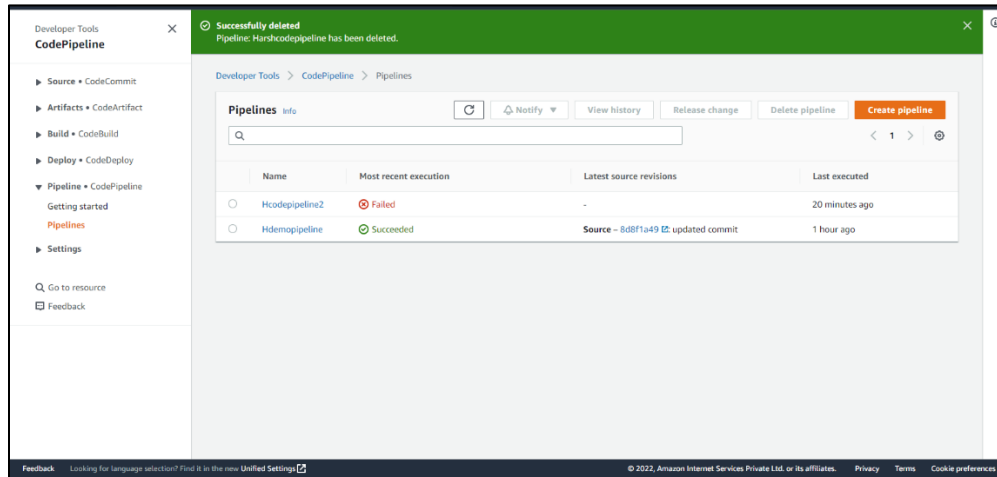 Developer Tools
CodePipeline
Source • CodeCommit
Artifacts • CodeArtifact
Build • CodeBuild
Deploy • CodeDeploy
Pipeline • CodePipeline
Getting started
Pipelines
Settings
Go to resource
Feedback
Successfully deleted
Pipeline: Harshcodepipeline has been deleted.
Developer Tools > CodePipeline > Pipelines
Pipelines Info
Notify
View history
Release change
Delete pipeline
Create pipeline
< 1 >
Name Most recent execution Latest source revisions Last executed
Hcodepipeline2 Failed - 20 minutes ago
Hdemopipeline Succeeded Source – 8d8f1a49 : updated commit 1 hour ago
Feedback Looking for language selection? Find it in the new Unified Settings © 2022, Amazon Internet Services Private Ltd. or its affiliates. Privacy Terms Cookie preferences